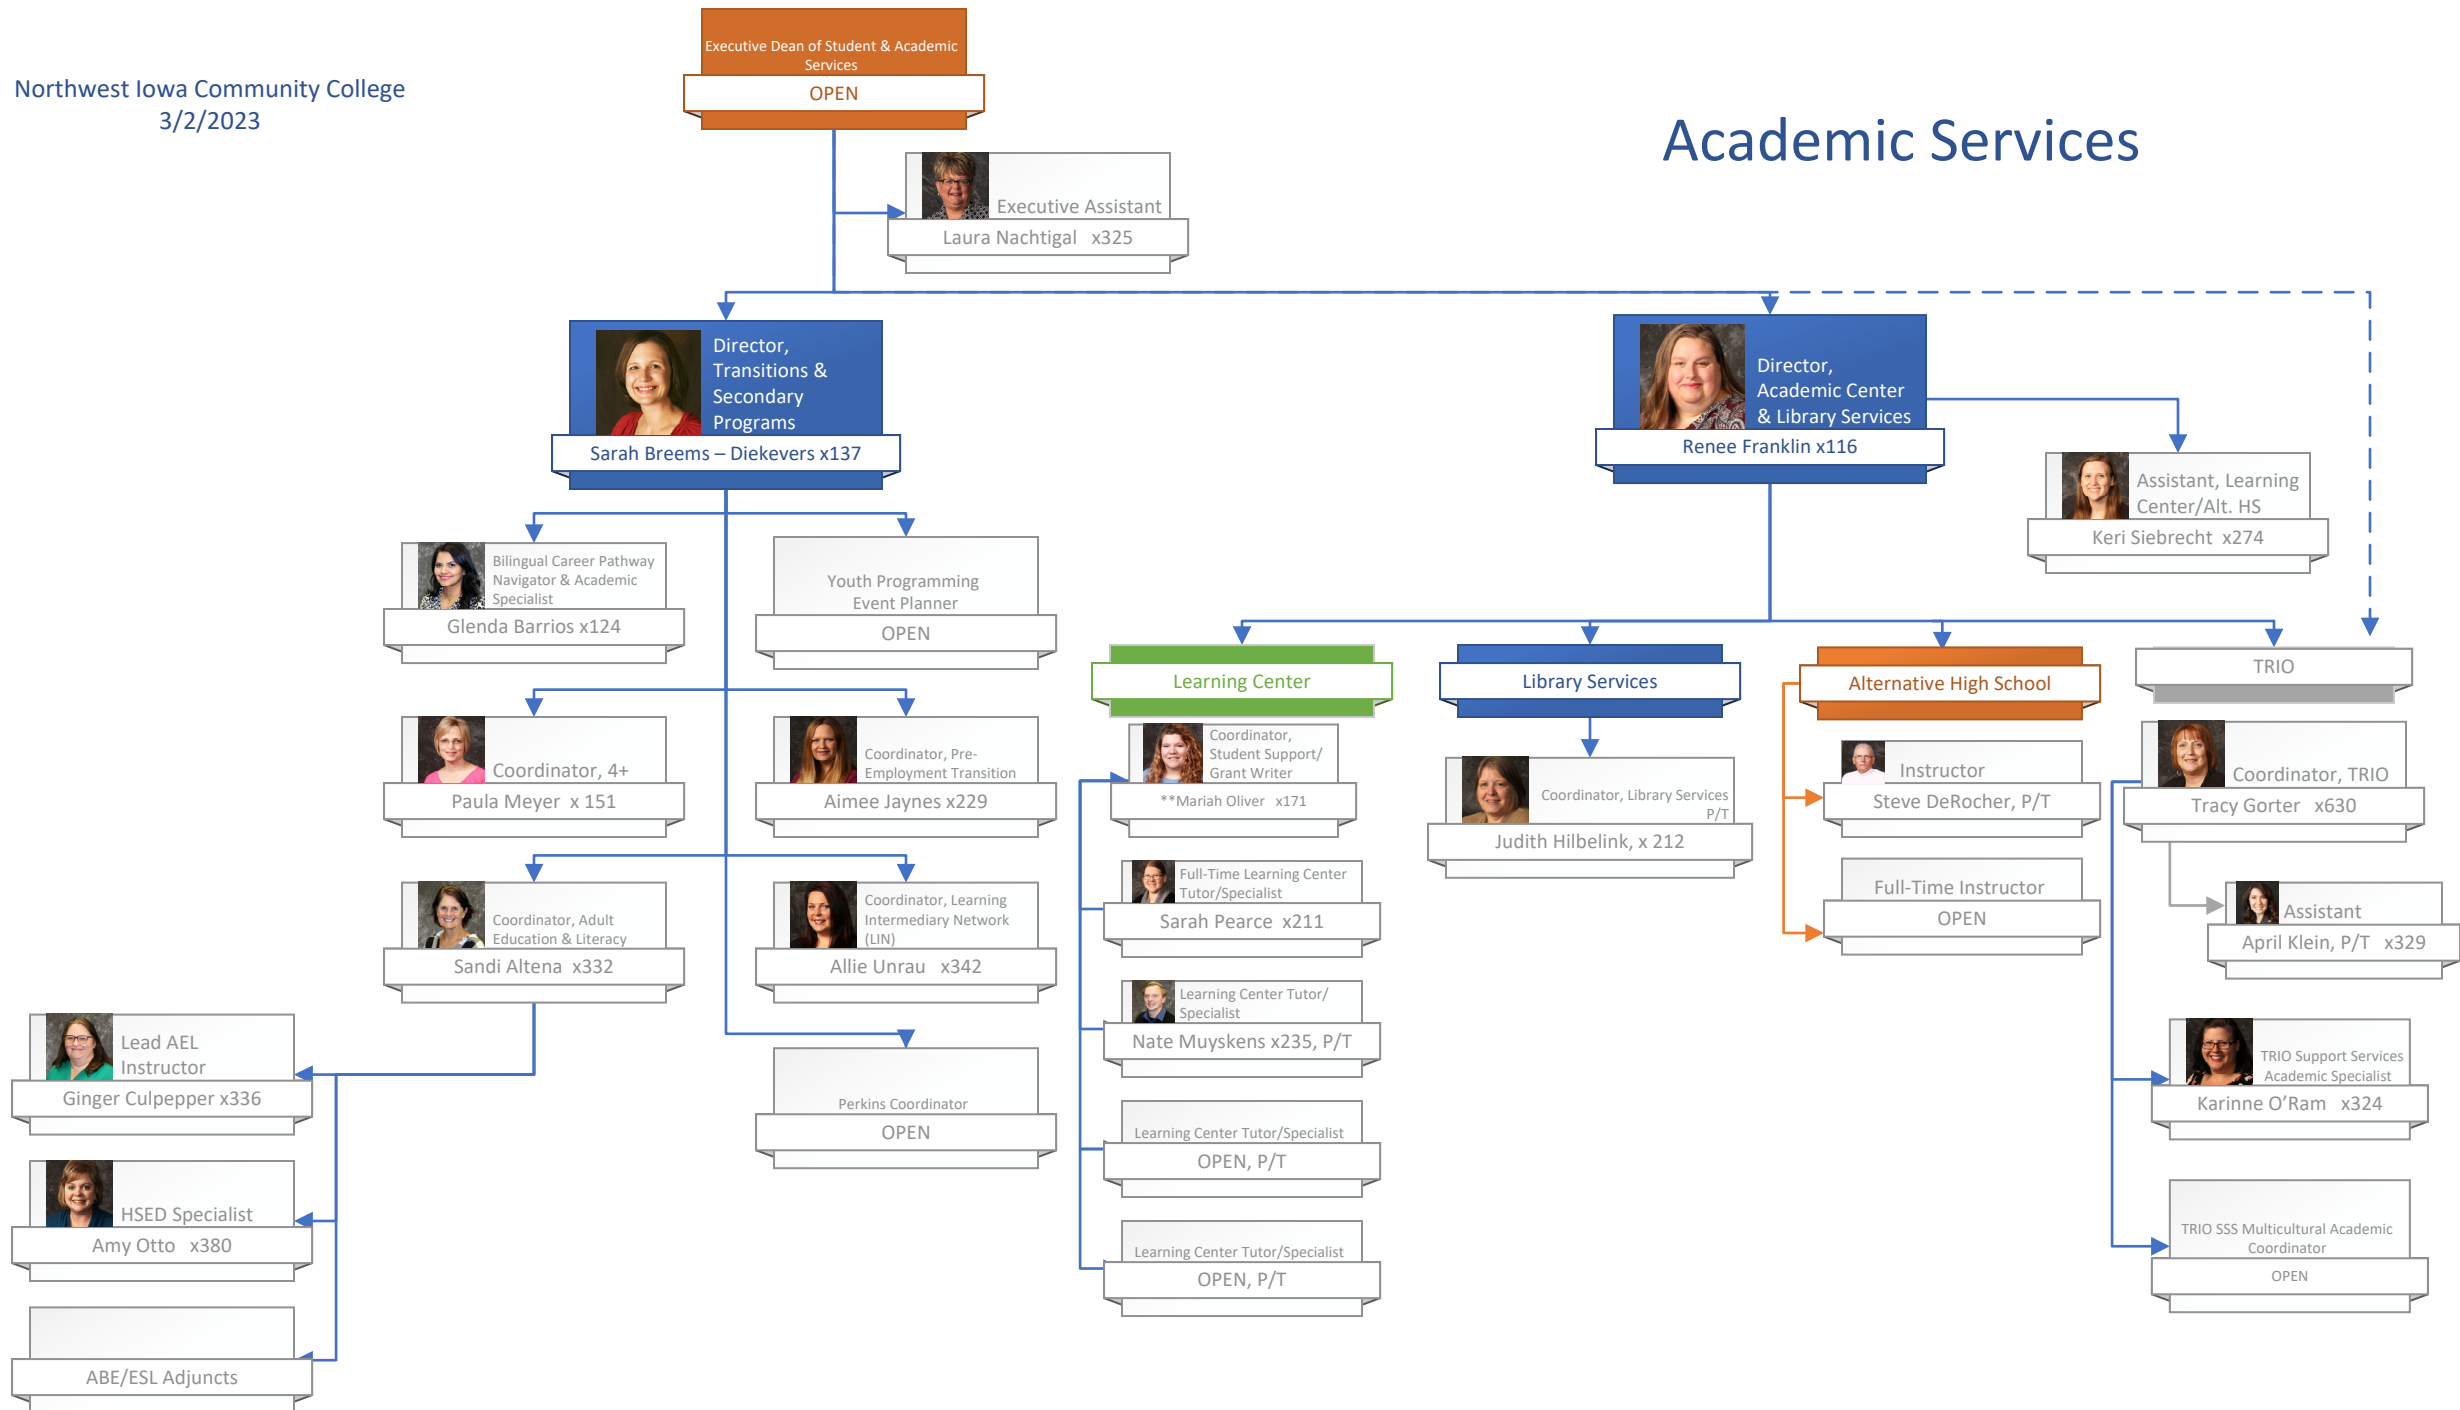 Northwest Iowa Community College
3/2/2023
Academic Services
Executive Dean of Student & Academic
Services
OPEN
Executive Assistant
Laura Nachtigal x325
Director,
Transitions &
Secondary
Programs
Sarah Breems – Diekevers x137
Director,
Academic Center
& Library Services
Renee Franklin x116
Assistant, Learning
Center/Alt. HS
Keri Siebrecht x274
Bilingual Career Pathway
Navigator & Academic
Specialist
Glenda Barrios x124
Youth Programming
Event Planner
OPEN
Coordinator, 4+
Paula Meyer x 151
Coordinator, Pre-
Employment Transition
Aimee Jaynes x229
Coordinator, Adult
Education & Literacy
Sandi Altena x332
Coordinator, Learning
Intermediary Network
(LIN)
Allie Unrau x342
Lead AEL
Instructor
Ginger Culpepper x336
HSED Specialist
Amy Otto x380
ABE/ESL Adjuncts
Perkins Coordinator
OPEN
Learning Center
Coordinator,
Student Support/
Grant Writer
**Mariah Oliver x171
Full-Time Learning Center
Tutor/Specialist
Sarah Pearce x211
Learning Center Tutor/
Specialist
Nate Muyskens x235, P/T
Learning Center Tutor/Specialist
OPEN, P/T
Learning Center Tutor/Specialist
OPEN, P/T
Library Services
Coordinator, Library Services
P/T
Judith Hilbelink, x 212
Alternative High School
Instructor
Steve DeRocher, P/T
Full-Time Instructor
OPEN
TRIO
Coordinator, TRIO
Tracy Gorter x630
Assistant
April Klein, P/T x329
TRIO Support Services
Academic Specialist
Karinne O’Ram x324
TRIO SSS Multicultural Academic
Coordinator
OPEN